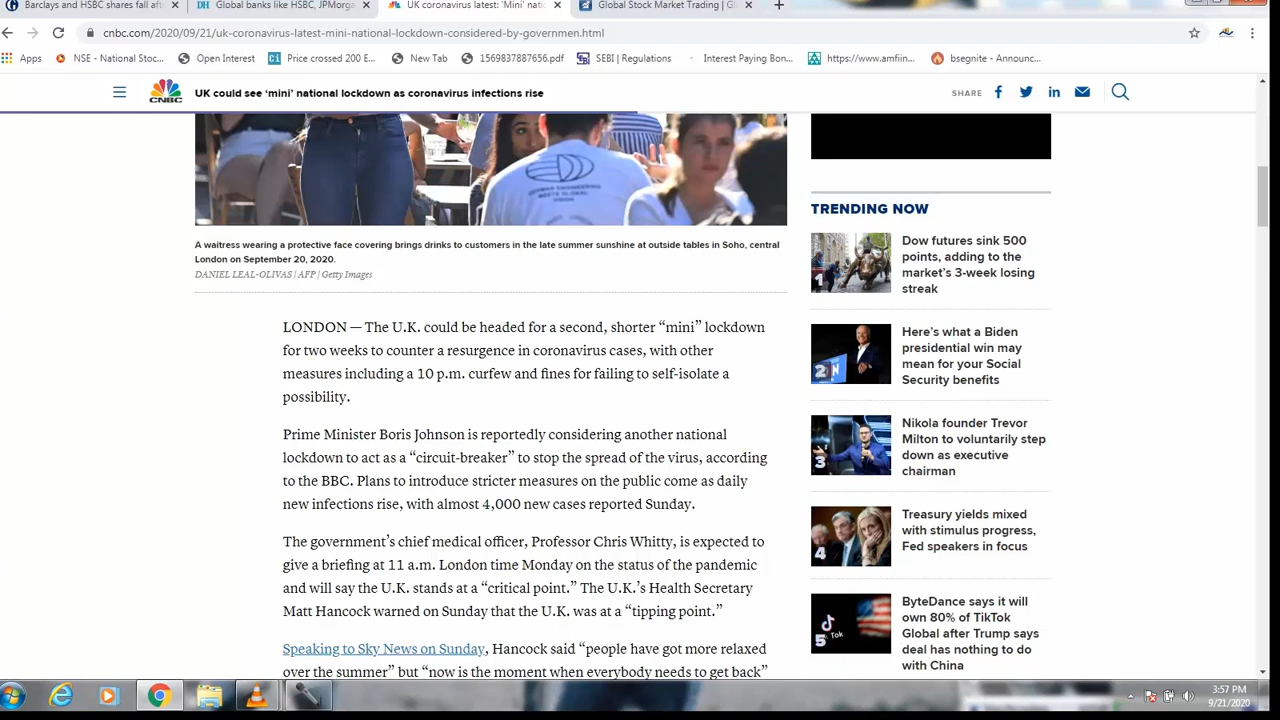 Barclays and HSBC shares fall afte
Global banks like HSBC, JPMorga
UK coronavirus latest: 'Mini' nati
Global Stock Market Trading | Gl
cnbc.com/2020/09/21/uk-coronavirus-latest-mini-national-lockdown-considered-by-governmen.html
Apps
NSE - National Stoc...
Open Interest
Price crossed 200 E...
New Tab
1569837887656.pdf
SEBI | Regulations
Interest Paying Bon...
https://www.amfiin...
bsegnite - Announc...
CNBC
UK could see ‘mini’ national lockdown as coronavirus infections rise
SHARE
A waitress wearing a protective face covering brings drinks to customers in the late summer sunshine at outside tables in Soho, central
London on September 20, 2020.
DANIEL LEAL-OLIVAS | AFP | Getty Images
LONDON — The U.K. could be headed for a second, shorter “mini” lockdown
for two weeks to counter a resurgence in coronavirus cases, with other
measures including a 10 p.m. curfew and fines for failing to self-isolate a
possibility.
Prime Minister Boris Johnson is reportedly considering another national
lockdown to act as a “circuit-breaker” to stop the spread of the virus, according
to the BBC. Plans to introduce stricter measures on the public come as daily
new infections rise, with almost 4,000 new cases reported Sunday.
The government’s chief medical officer, Professor Chris Whitty, is expected to
give a briefing at 11 a.m. London time Monday on the status of the pandemic
and will say the U.K. stands at a “critical point.” The U.K.’s Health Secretary
Matt Hancock warned on Sunday that the U.K. was at a “tipping point.”
Speaking to Sky News on Sunday, Hancock said “people have got more relaxed
over the summer” but “now is the moment when everybody needs to get back”
TRENDING NOW
1
Dow futures sink 500
points, adding to the
market’s 3-week losing
streak
2
Here’s what a Biden
presidential win may
mean for your Social
Security benefits
3
Nikola founder Trevor
Milton to voluntarily step
down as executive
chairman
4
Treasury yields mixed
with stimulus progress,
Fed speakers in focus
5
ByteDance says it will
own 80% of TikTok
Global after Trump says
deal has nothing to do
with China
3:57 PM
9/21/2020